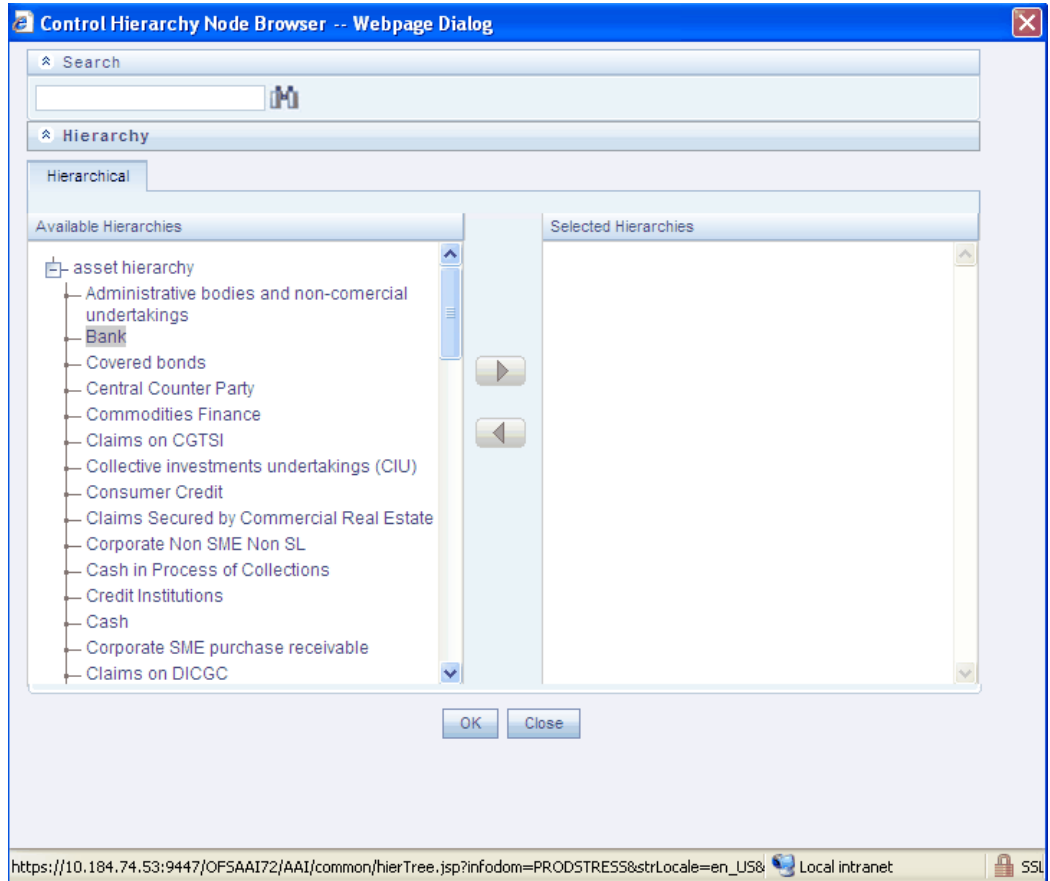 Control Hierarchy Node Browser -- Webpage Dialog
Search
Hierarchy
Hierarchical
Available Hierarchies
Selected Hierarchies
asset hierarchy
Administrative bodies and non-comercial
undertakings
Bank
Covered bonds
Central Counter Party
Commodities Finance
Claims on CGTSI
Collective investments undertakings (CIU)
Consumer Credit
Claims Secured by Commercial Real Estate
Corporate Non SME Non SL
Cash in Process of Collections
Credit Institutions
Cash
Corporate SME purchase receivable
Claims on DICGC
OK
Close
https://10.184.74.53:9447/OFSAAI72/AAI/common/hierTree.jsp?infodom=PRODSTRESS&strLocale=en_US& Local intranet SSL